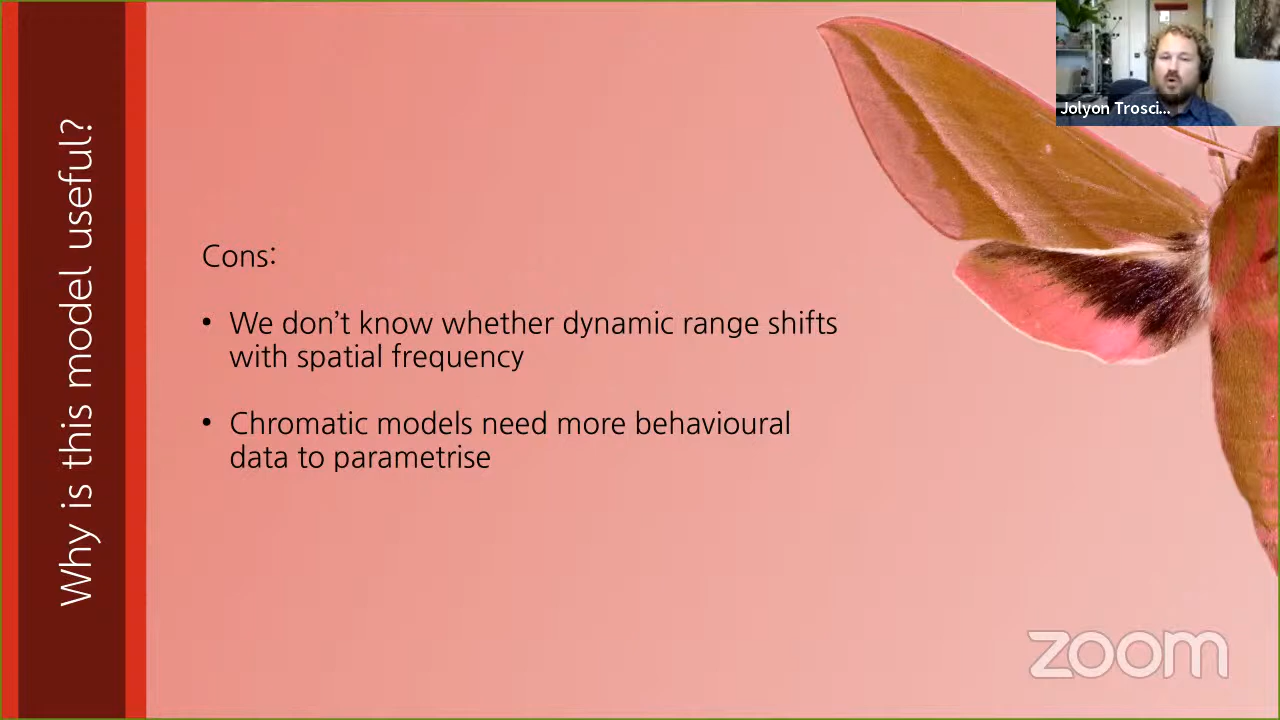 Why is this model useful?
Cons:
• We don’t know whether dynamic range shifts
with spatial frequency
• Chromatic models need more behavioural
data to parametrise
Jolyon Trosci...
zoom